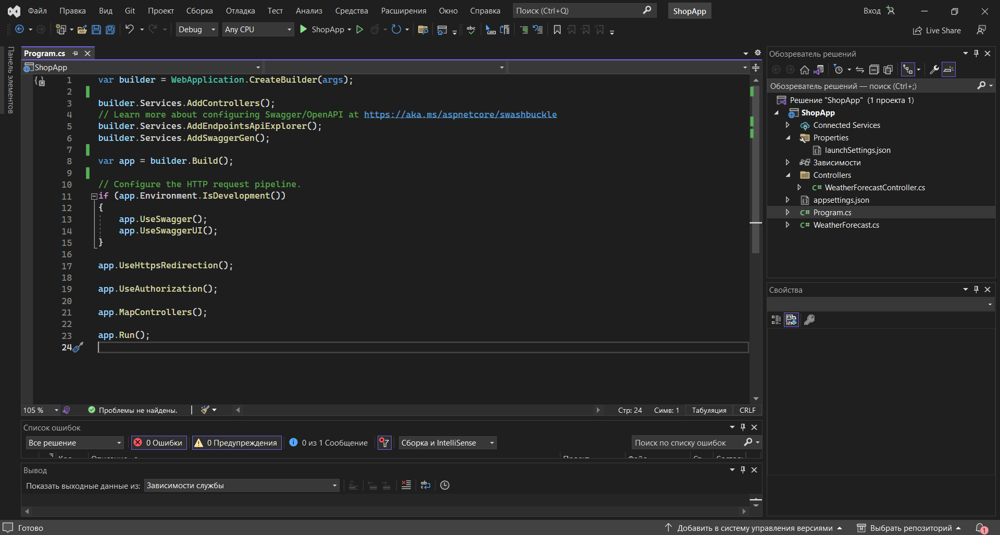 Файл Правка Вид Git Проект Сборка Отладка Тест Анализ Средства Расширения Окно Справка Поиск (Ctrl+Q) ShopApp Вход
Debug Any CPU ShopApp abc Live Share
Панель элементов
Program.cs
ShopApp
1 var builder = WebApplication.CreateBuilder(args);
2
3 builder.Services.AddControllers();
4 // Learn more about configuring Swagger/OpenAPI at https://aka.ms/aspnetcore/swashbuckle
5 builder.Services.AddEndpointsApiExplorer();
6 builder.Services.AddSwaggerGen();
7
8 var app = builder.Build();
9
10 // Configure the HTTP request pipeline.
11 if (app.Environment.IsDevelopment())
12 {
13 app.UseSwagger();
14 app.UseSwaggerUI();
15 }
16
17 app.UseHttpsRedirection();
18
19 app.UseAuthorization();
20
21 app.MapControllers();
22
23 app.Run();
24
105 % Проблемы не найдены. Стр: 24 Симв: 1 Табуляция CRLF
Список ошибок
Все решение 0 Ошибки 0 Предупреждения 0 из 1 Сообщение Сборка и IntelliSense Поиск по списку ошибок
Вывод
Показать выходные данные из: Зависимости службы
Обозреватель решений
Обозреватель решений — поиск (Ctrl+;)
Решение "ShopApp" (1 проекта 1)
ShopApp
Connected Services
Properties
launchSettings.json
Зависимости
Controllers
C# WeatherForecastController.cs
appsettings.json
C# Program.cs
C# WeatherForecast.cs
Свойства
Готово Добавить в систему управления версиями Выбрать репозиторий 1